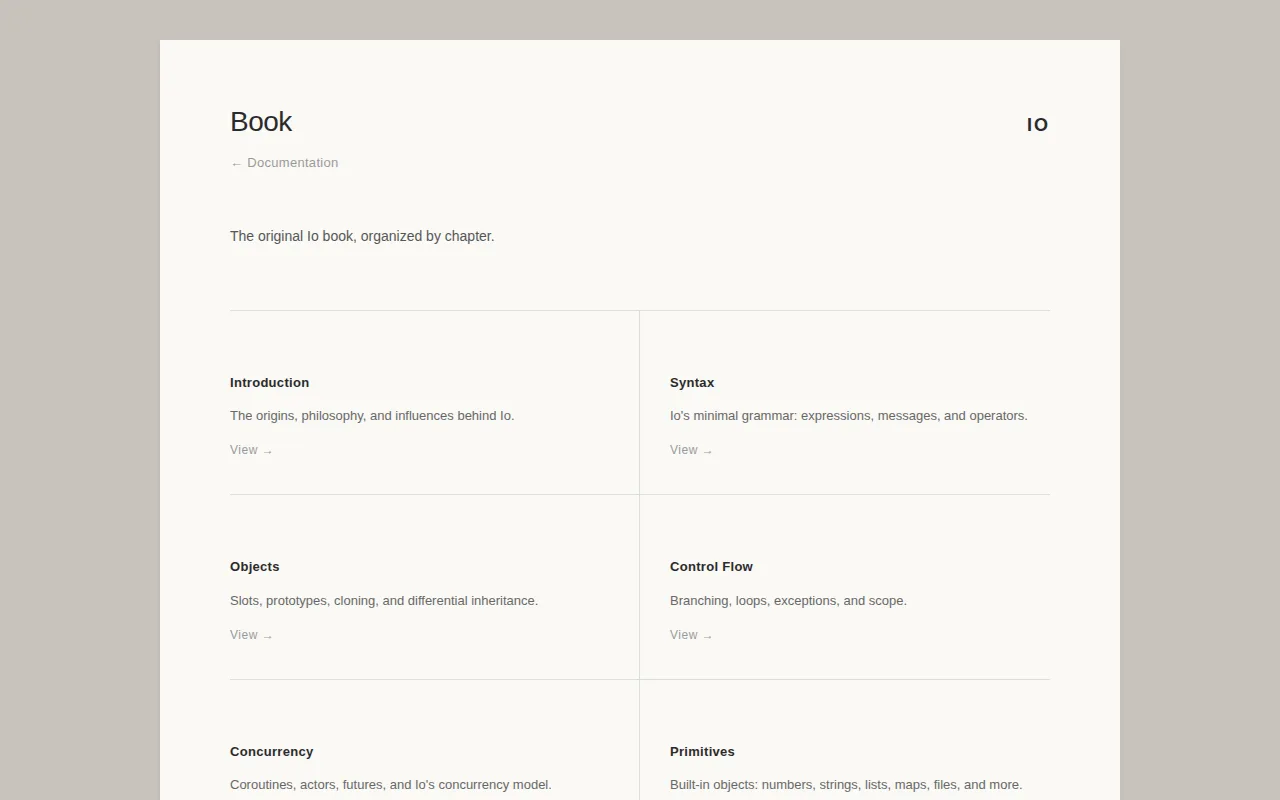 Book
IO
← Documentation
The original Io book, organized by chapter.
Introduction
The origins, philosophy, and influences behind Io.
View →
Syntax
Io's minimal grammar: expressions, messages, and operators.
View →
Objects
Slots, prototypes, cloning, and differential inheritance.
View →
Control Flow
Branching, loops, exceptions, and scope.
View →
Concurrency
Coroutines, actors, futures, and Io's concurrency model.
Primitives
Built-in objects: numbers, strings, lists, maps, files, and more.